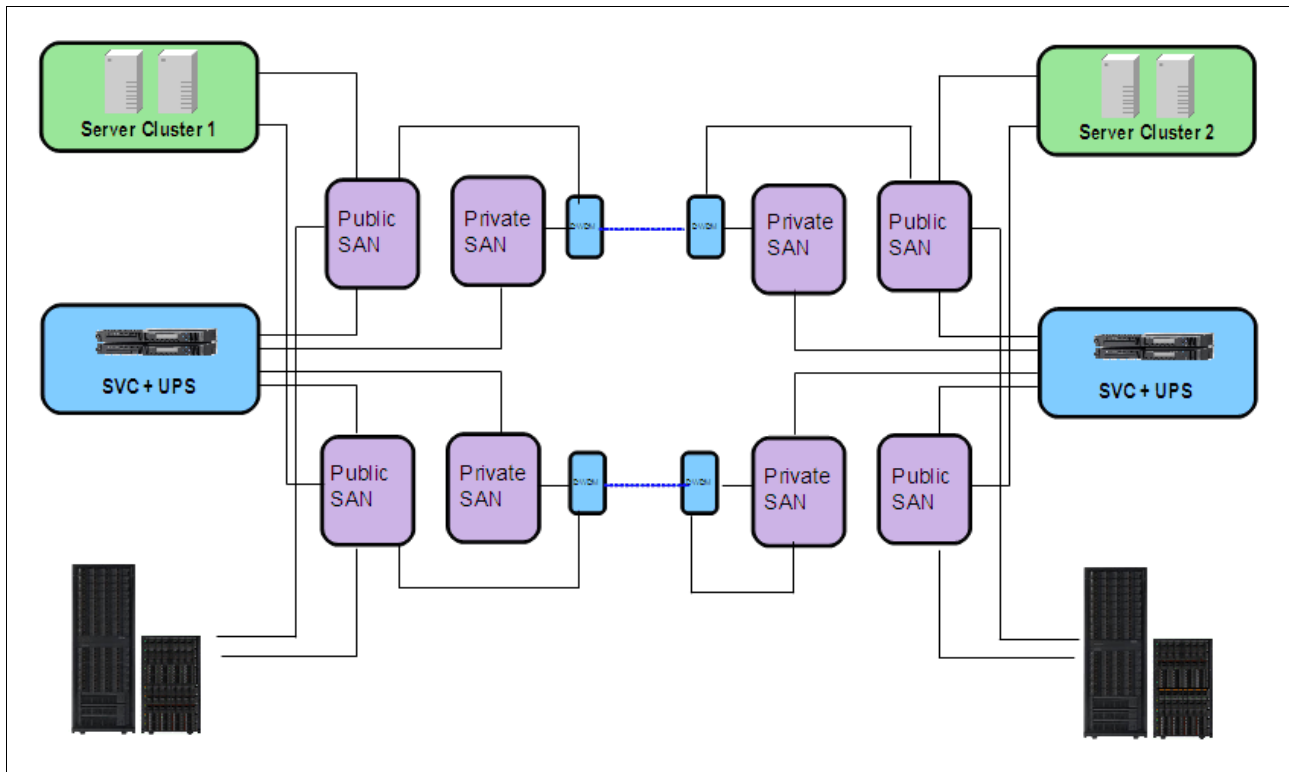 Server Cluster 1
Server Cluster 2
Public
SAN
Private
SAN
Private
SAN
Public
SAN
SVC + UPS
SVC + UPS
Public
SAN
Private
SAN
Private
SAN
Public
SAN